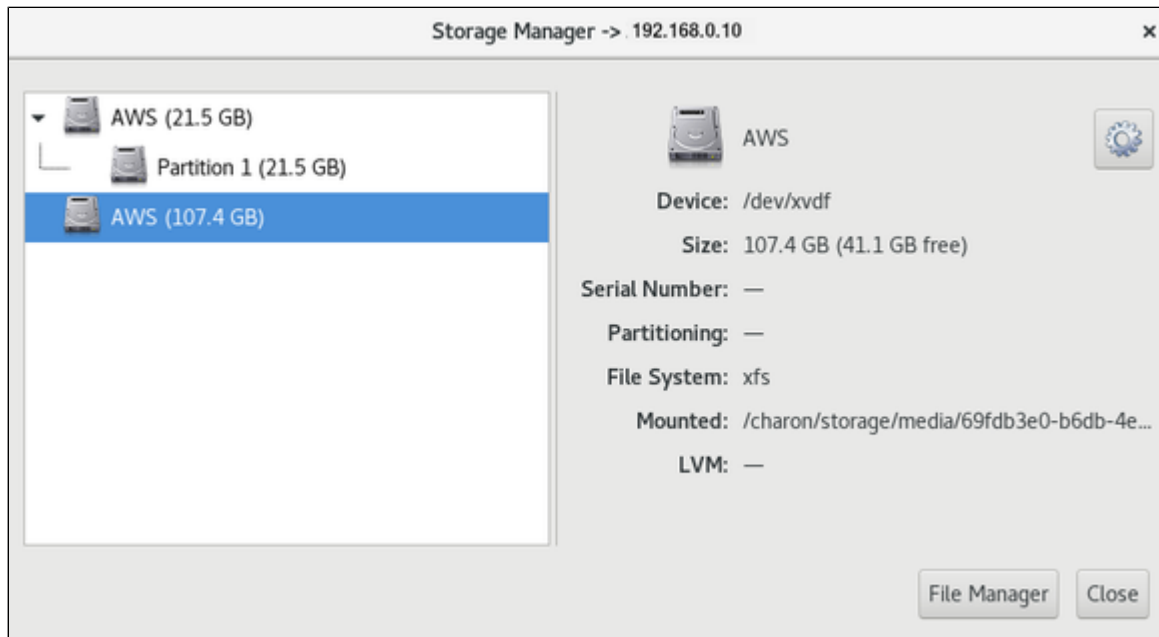 Storage Manager -> 192.168.0.10 ×
AWS (21.5 GB)
Partition 1 (21.5 GB)
AWS (107.4 GB)
AWS
Device: /dev/xvdf
Size: 107.4 GB (41.1 GB free)
Serial Number: —
Partitioning: —
File System: xfs
Mounted: /charon/storage/media/69fdb3e0-b6db-4e...
LVM: —
File Manager Close